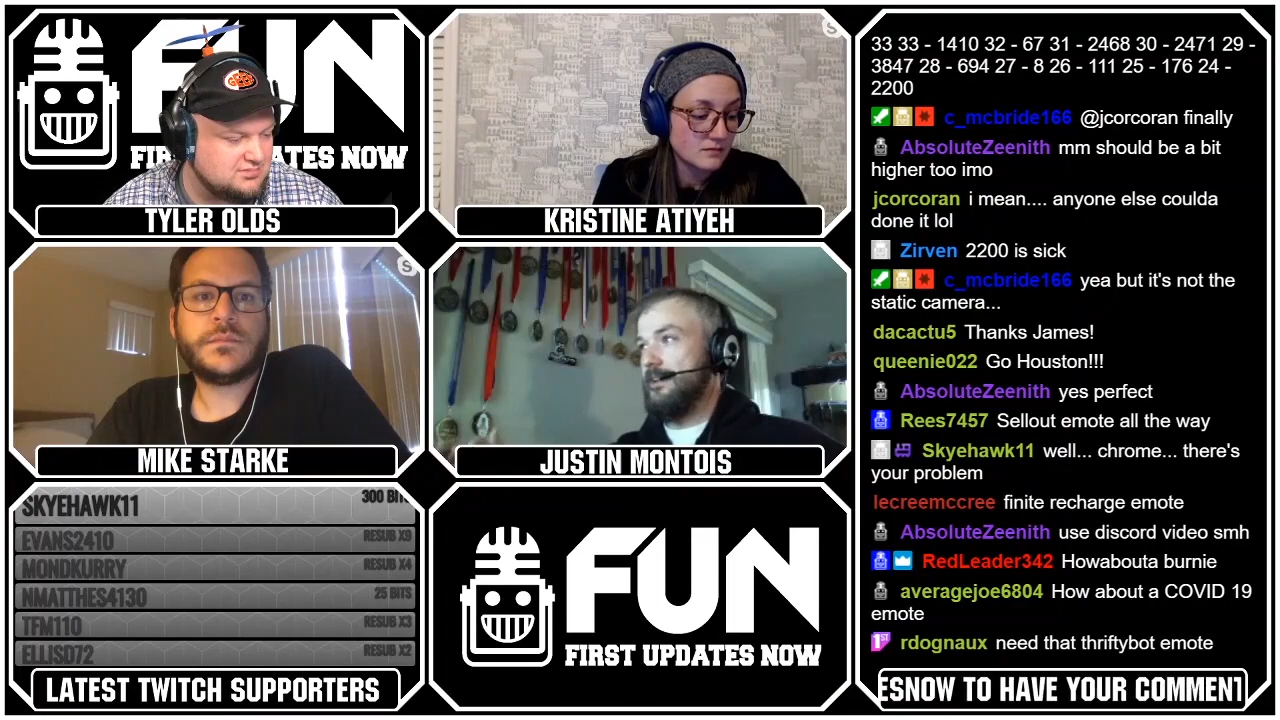 FUN
FIRST UPDATES NOW
GEEK
TYLER OLDS
KRISTINE ATIYEH
MIKE STARKE
JUSTIN MONTOIS
SKYEHAWK11 300 BITS
EVANS2410 RESUB X9
MONDKURRY RESUB X4
NMATTHES4130 25 BITS
TFM110 RESUB X3
ELLISD72 RESUB X2
LATEST TWITCH SUPPORTERS
FUN
FIRST UPDATES NOW
33 33 - 1410 32 - 67 31 - 2468 30 - 2471 29 -
3847 28 - 694 27 - 8 26 - 111 25 - 176 24 -
2200
c_mcbride166 @jcorcoran finally
AbsoluteZeenith mm should be a bit
higher too imo
jcorcoran i mean.... anyone else coulda
done it lol
Zirven 2200 is sick
c_mcbride166 yea but it's not the
static camera...
dacactu5 Thanks James!
queenie022 Go Houston!!!
AbsoluteZeenith yes perfect
Rees7457 Sellout emote all the way
Skyehawk11 well... chrome... there's
your problem
lecreemccree finite recharge emote
AbsoluteZeenith use discord video smh
RedLeader342 Howabouta burnie
averagejoe6804 How about a COVID 19
emote
1ST rdognaux need that thriftybot emote
ESNOW TO HAVE YOUR COMMENT